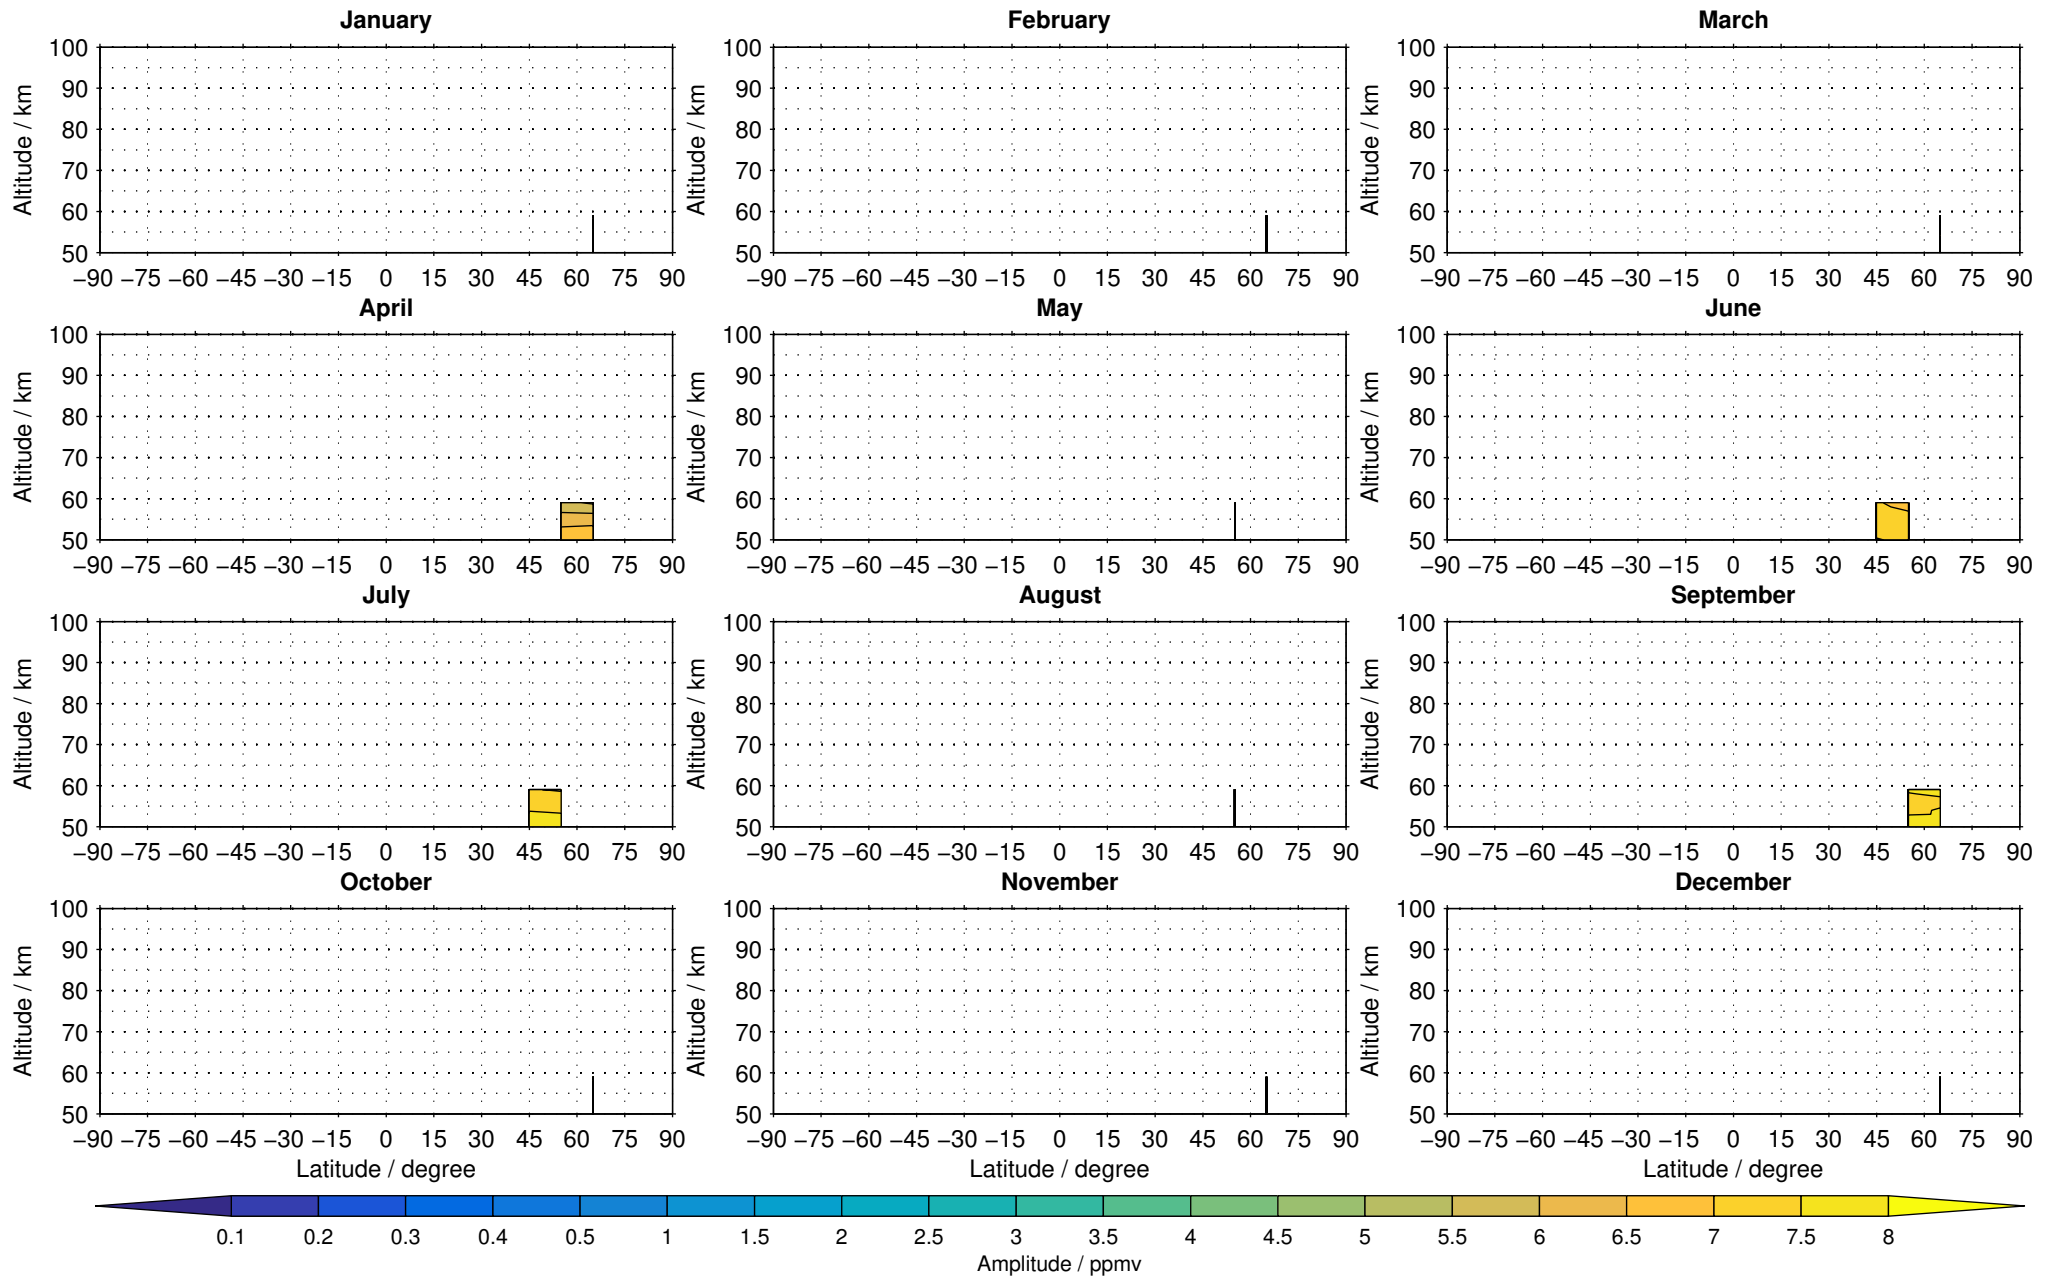 January February March
100 100 100
90 90 90
80 80 80
70 70 70
60 60 60
50 50 50
Altitude / km Altitude / km Altitude / km
−90 −75 −60 −45 −30 −15 0 15 30 45 60 75 90 −90 −75 −60 −45 −30 −15 0 15 30 45 60 75 90 −90 −75 −60 −45 −30 −15 0 15 30 45 60 75 90
April May June
100 100 100
90 90 90
80 80 80
70 70 70
60 60 60
50 50 50
Altitude / km Altitude / km Altitude / km
−90 −75 −60 −45 −30 −15 0 15 30 45 60 75 90 −90 −75 −60 −45 −30 −15 0 15 30 45 60 75 90 −90 −75 −60 −45 −30 −15 0 15 30 45 60 75 90
July August September
100 100 100
90 90 90
80 80 80
70 70 70
60 60 60
50 50 50
Altitude / km Altitude / km Altitude / km
−90 −75 −60 −45 −30 −15 0 15 30 45 60 75 90 −90 −75 −60 −45 −30 −15 0 15 30 45 60 75 90 −90 −75 −60 −45 −30 −15 0 15 30 45 60 75 90
October November December
100 100 100
90 90 90
80 80 80
70 70 70
60 60 60
50 50 50
Altitude / km Altitude / km Altitude / km
−90 −75 −60 −45 −30 −15 0 15 30 45 60 75 90 −90 −75 −60 −45 −30 −15 0 15 30 45 60 75 90 −90 −75 −60 −45 −30 −15 0 15 30 45 60 75 90
Latitude / degree Latitude / degree Latitude / degree
0.1 0.2 0.3 0.4 0.5 1 1.5 2 2.5 3 3.5 4 4.5 5 5.5 6 6.5 7 7.5 8
Amplitude / ppmv